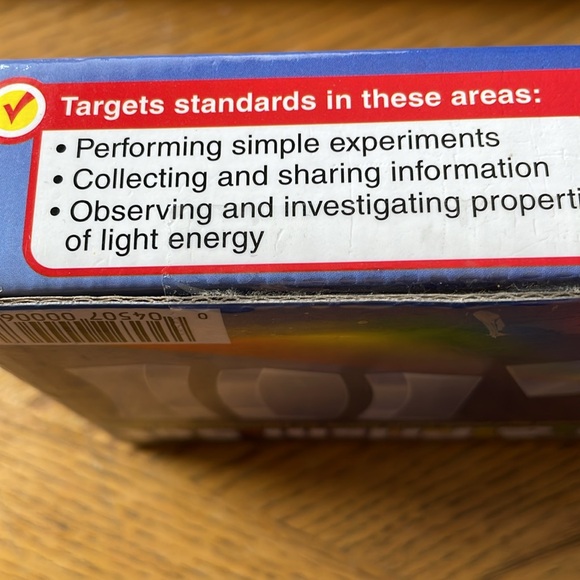 Targets standards in these areas:
• Performing simple experiments
• Collecting and sharing information
• Observing and investigating properti
of light energy